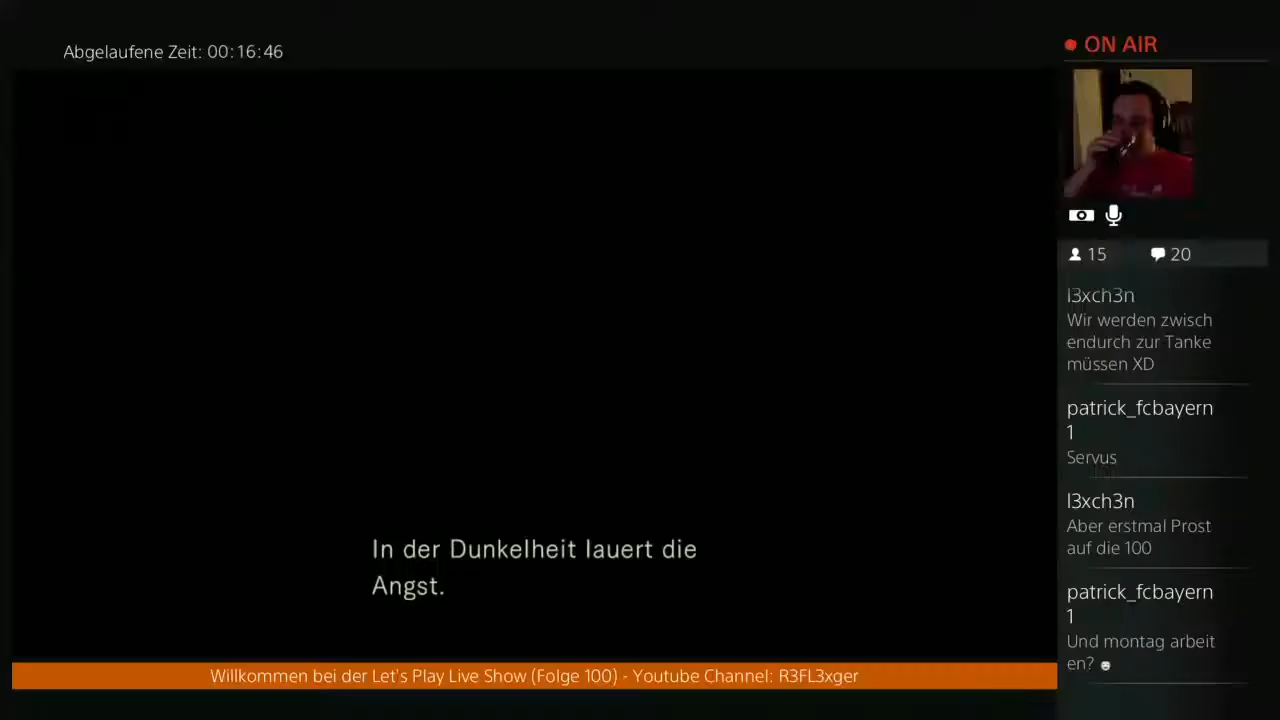 Abgelaufene Zeit: 00:16:46
ON AIR
15
20
l3xch3n
Wir werden zwisch
endurch zur Tanke
müssen XD
patrick_fcbayern
1
Servus
l3xch3n
Aber erstmal Prost
auf die 100
patrick_fcbayern
1
Und montag arbeit
en?
In der Dunkelheit lauert die
Angst.
Willkommen bei der Let's Play Live Show (Folge 100) - Youtube Channel: R3FL3xger